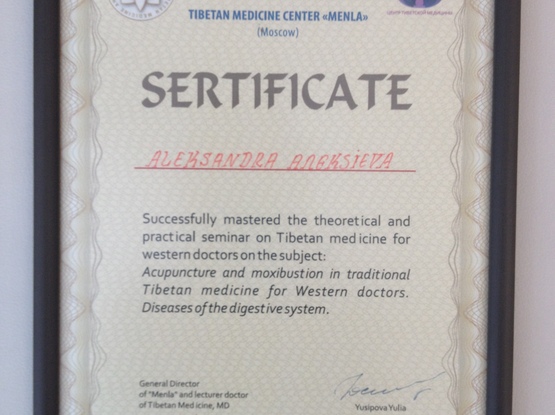 TIBETAN MEDICINE CENTER «MENLA»
(Moscow)
SERTIFICATE
ALEKSANDRA ALEKSIEVA
Successfully mastered the theoretical and
practical seminar on Tibetan medicine for
western doctors on the subject:
Acupuncture and moxibustion in traditional
Tibetan medicine for Western doctors.
Diseases of the digestive system.
General Director
of "Menla" and lecturer doctor
of Tibetan Medicine, MD
Yusipova Yulia